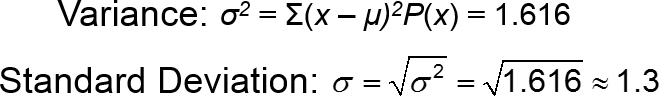 Variance: σ² = Σ(x – μ)²P(x) = 1.616
Standard Deviation: σ = √σ² = √1.616 ≈ 1.3